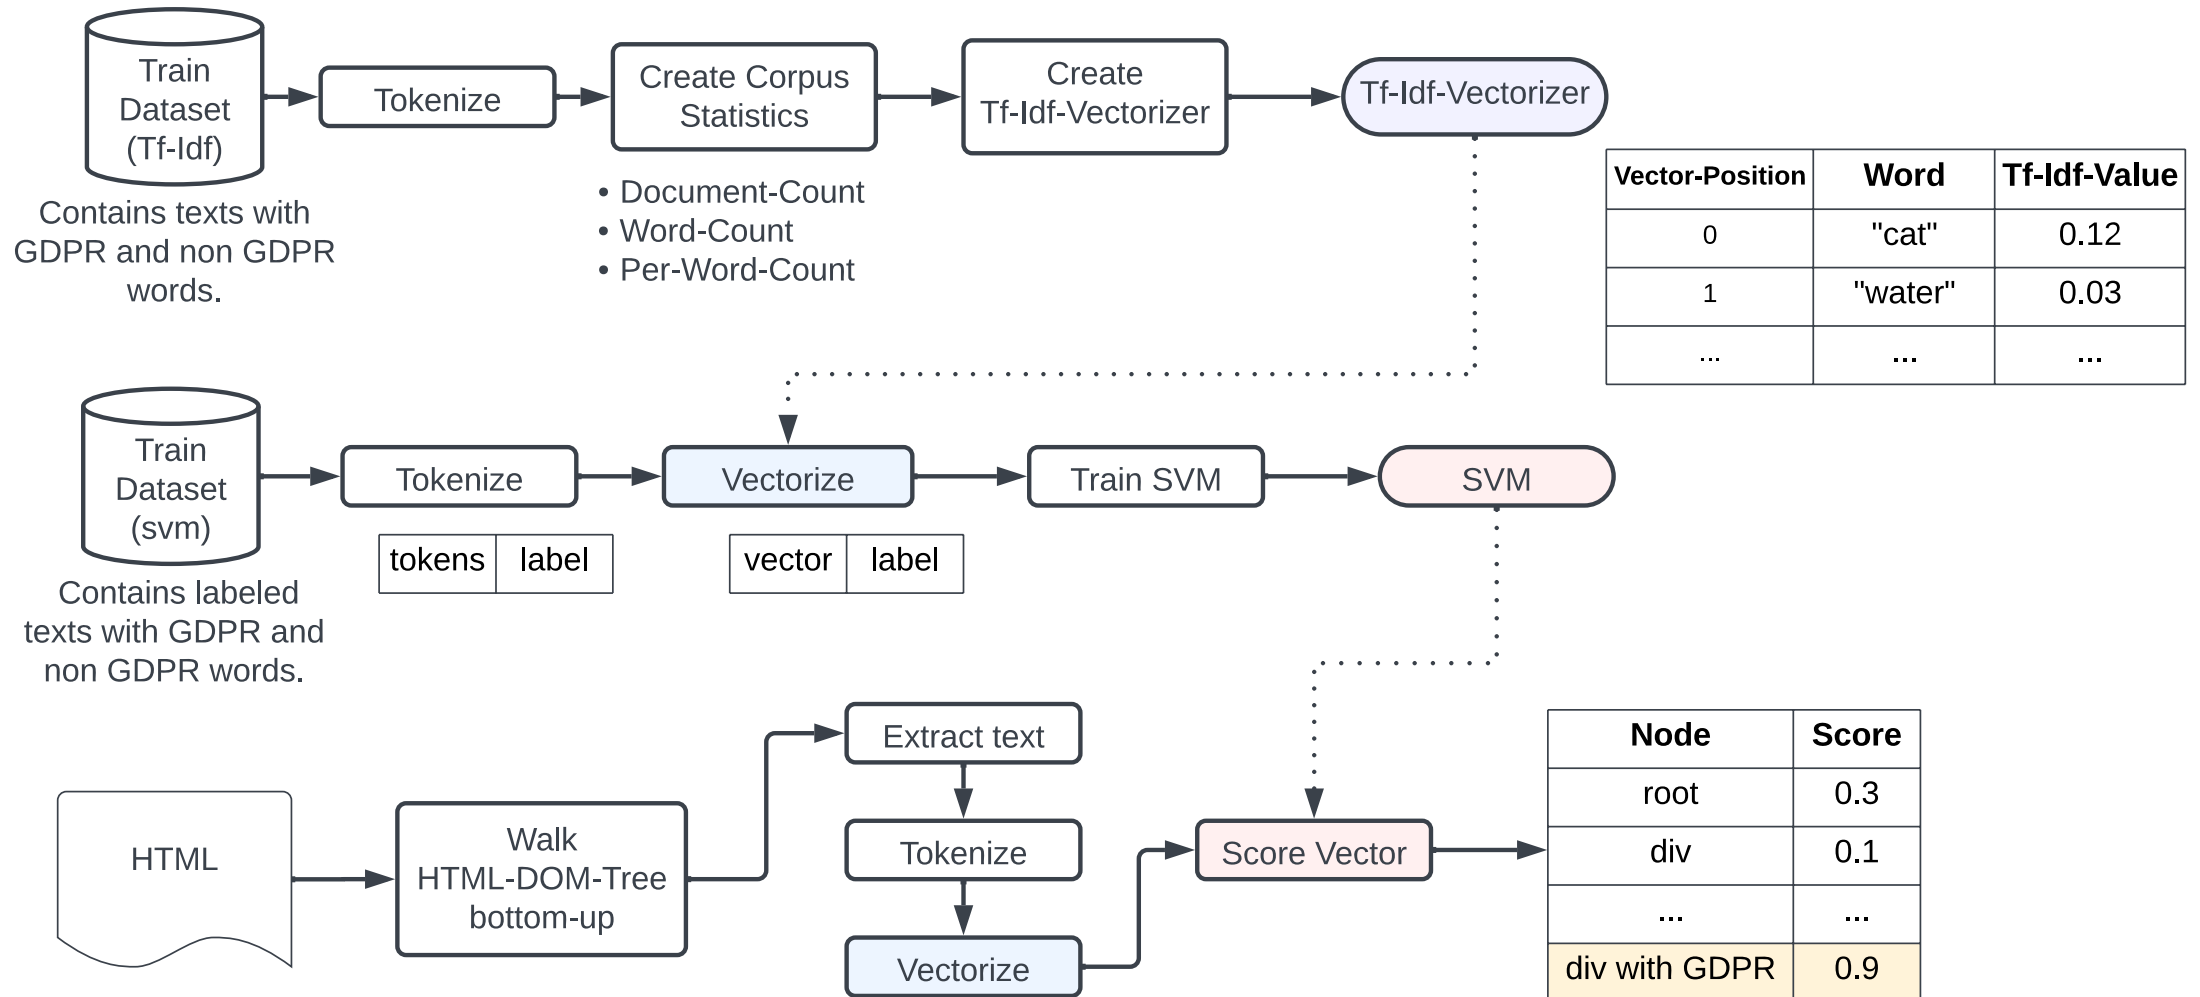 Train
Dataset
(Tf-Idf)
Contains texts with
GDPR and non GDPR
words.
Tokenize
Create Corpus
Statistics
• Document-Count
• Word-Count
• Per-Word-Count
Create
Tf-Idf-Vectorizer
Tf-Idf-Vectorizer
Vector-Position Word Tf-Idf-Value
0 "cat" 0.12
1 "water" 0.03
... ... ...
Train
Dataset
(svm)
Contains labeled
texts with GDPR and
non GDPR words.
Tokenize
tokens label
Vectorize
vector label
Train SVM
SVM
HTML
Walk
HTML-DOM-Tree
bottom-up
Extract text
Tokenize
Vectorize
Score Vector
Node Score
root 0.3
div 0.1
... ...
div with GDPR 0.9